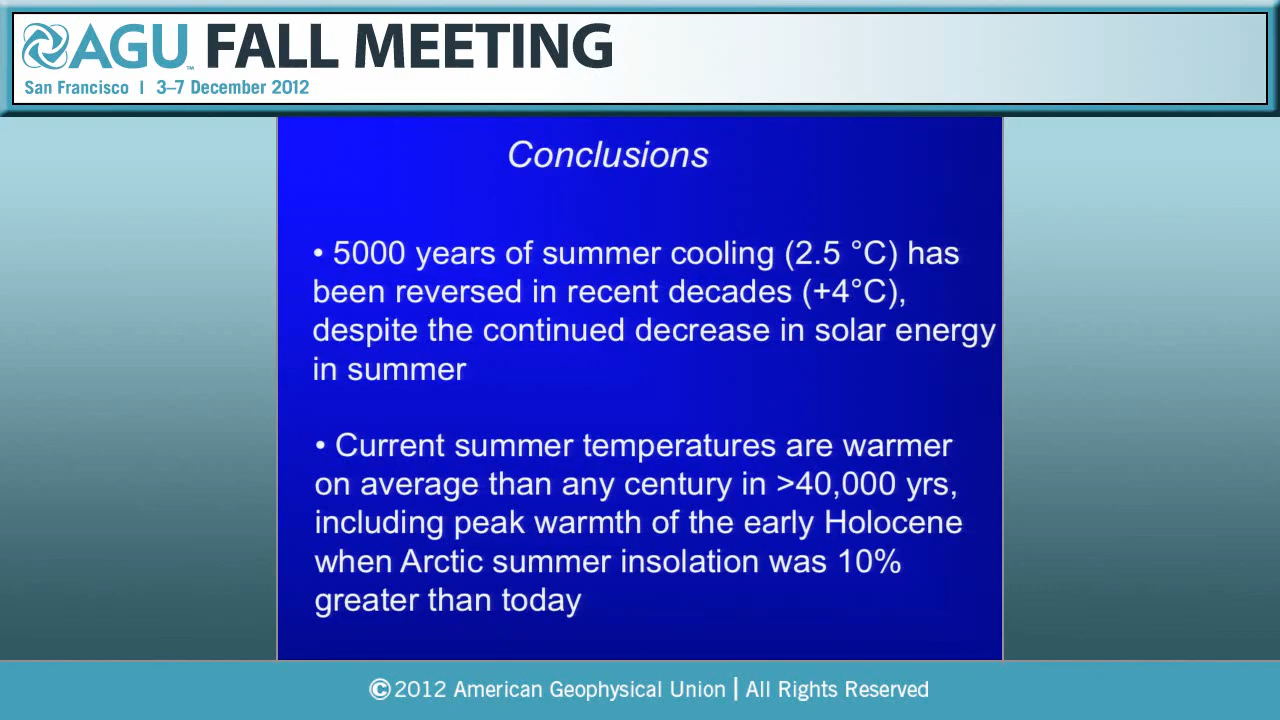 AGU™ FALL MEETING
San Francisco | 3–7 December 2012
Conclusions
• 5000 years of summer cooling (2.5 °C) has
been reversed in recent decades (+4°C),
despite the continued decrease in solar energy
in summer
• Current summer temperatures are warmer
on average than any century in >40,000 yrs,
including peak warmth of the early Holocene
when Arctic summer insolation was 10%
greater than today
©2012 American Geophysical Union | All Rights Reserved